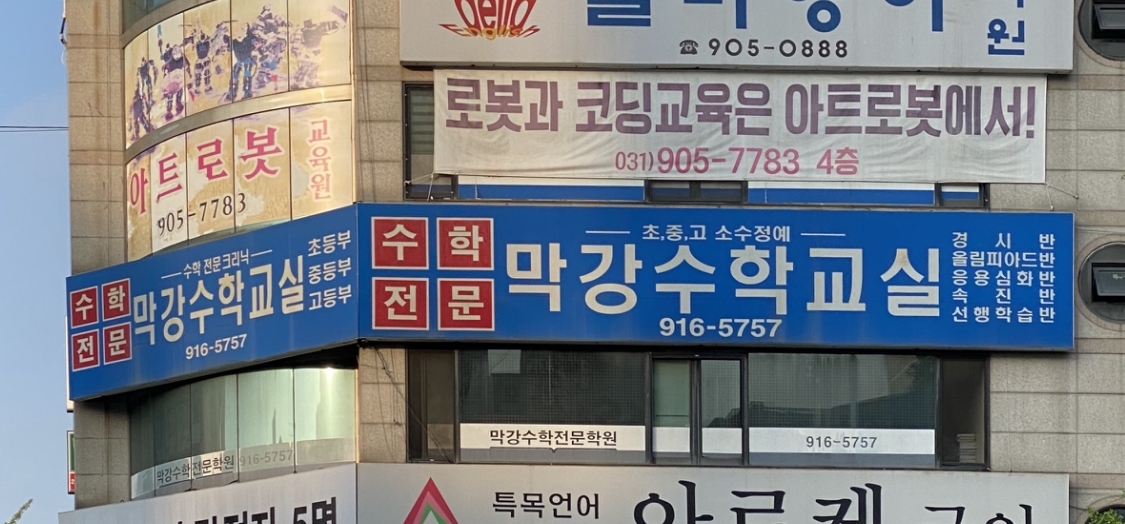 bella
905-0888
로봇과 코딩교육은 아트로봇에서!
031)905-7783 4층
아트로봇
교육원
905-7783
수학
전문
수학 전문크리닉
막강수학교실
916-5757
초등부
중등부
고등부
수학
전문
초,중,고 소수정예
막강수학교실
916-5757
경시반
올림피아드반
응용심화반
속진반
선행학습반
막강수학전문학원
916-5757
막강수학전문학원 916-5757
5명
특목언어